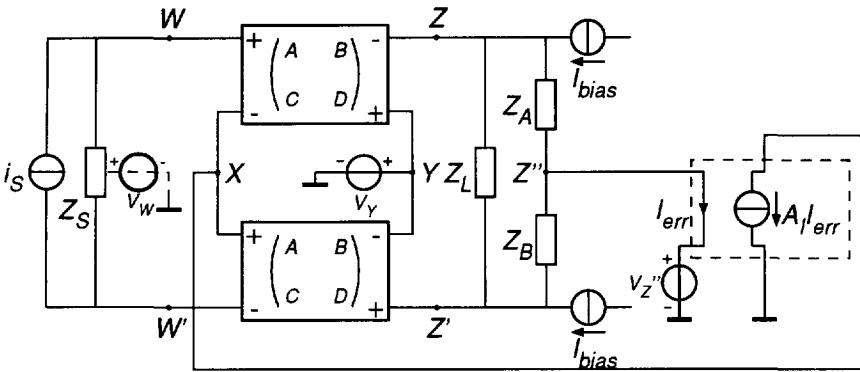 W
Z
+
A B
C D
-
-
+
I_bias
Z_A
i_S
Z_S
+
-
V_W
X
-
+
V_Y
Y
Z_L
Z''
I_err
A_I I_err
+
A B
C D
-
-
+
Z_B
V_Z''
+
-
W'
Z'
I_bias